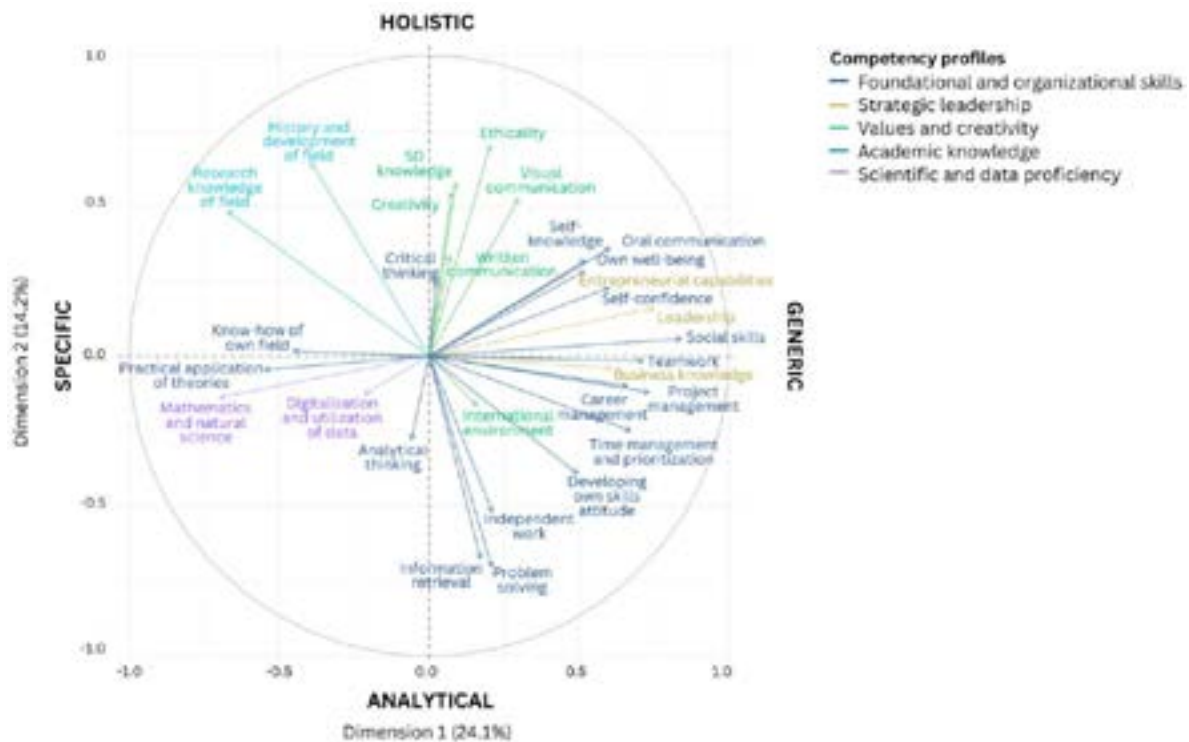 HOLISTIC
1.0
0.5
0.0
-0.5
-1.0
-1.0
-0.5
0.0
0.5
1.0
Dimension 2 (14.2%)
SPECIFIC
GENERIC
ANALYTICAL
Dimension 1 (24.1%)
History and
development
of field
Research
knowledge
of field
SD
knowledge
Creativity
Ethicality
Visual
communication
Critical
thinking
Written
communication
Self-
knowledge
Oral communication
Own well-being
Entrepreneurial capabilities
Self-confidence
Leadership
Social skills
Teamwork
Business knowledge
Project
management
Career
management
Time management
and prioritization
Developing
own skills
attitude
International
environment
Independent
work
Information
retrieval
Problem
solving
Analytical
thinking
Know-how of
own field
Practical application
of theories
Mathematics
and natural
science
Digitalisation
and utilization
of data
Competency profiles
Foundational and organizational skills
Strategic leadership
Values and creativity
Academic knowledge
Scientific and data proficiency